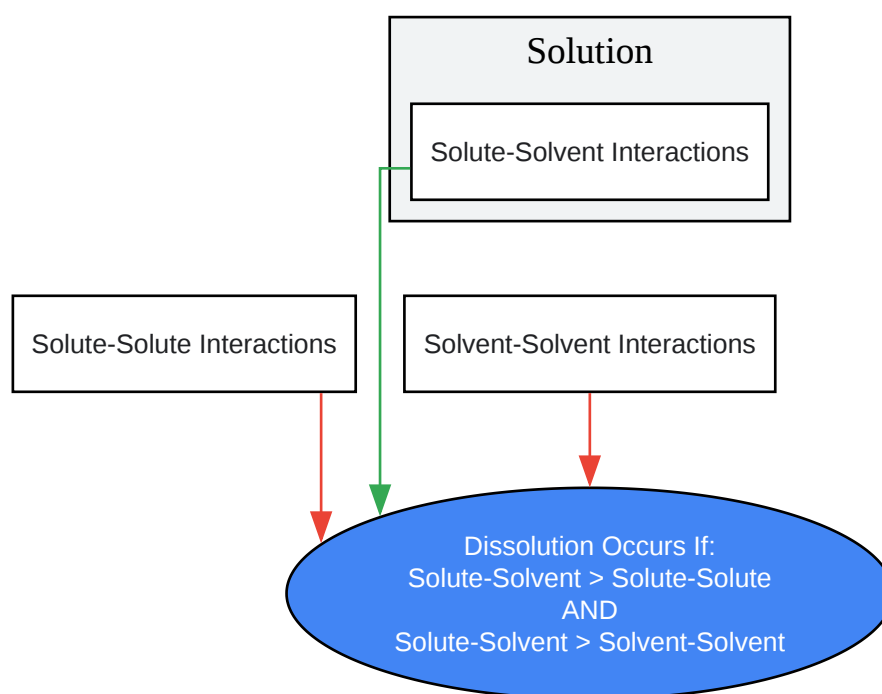 Solution
Solute-Solvent Interactions
Solute-Solute Interactions
Solvent-Solvent Interactions
Dissolution Occurs If:
Solute-Solvent > Solute-Solute
AND
Solute-Solvent > Solvent-Solvent